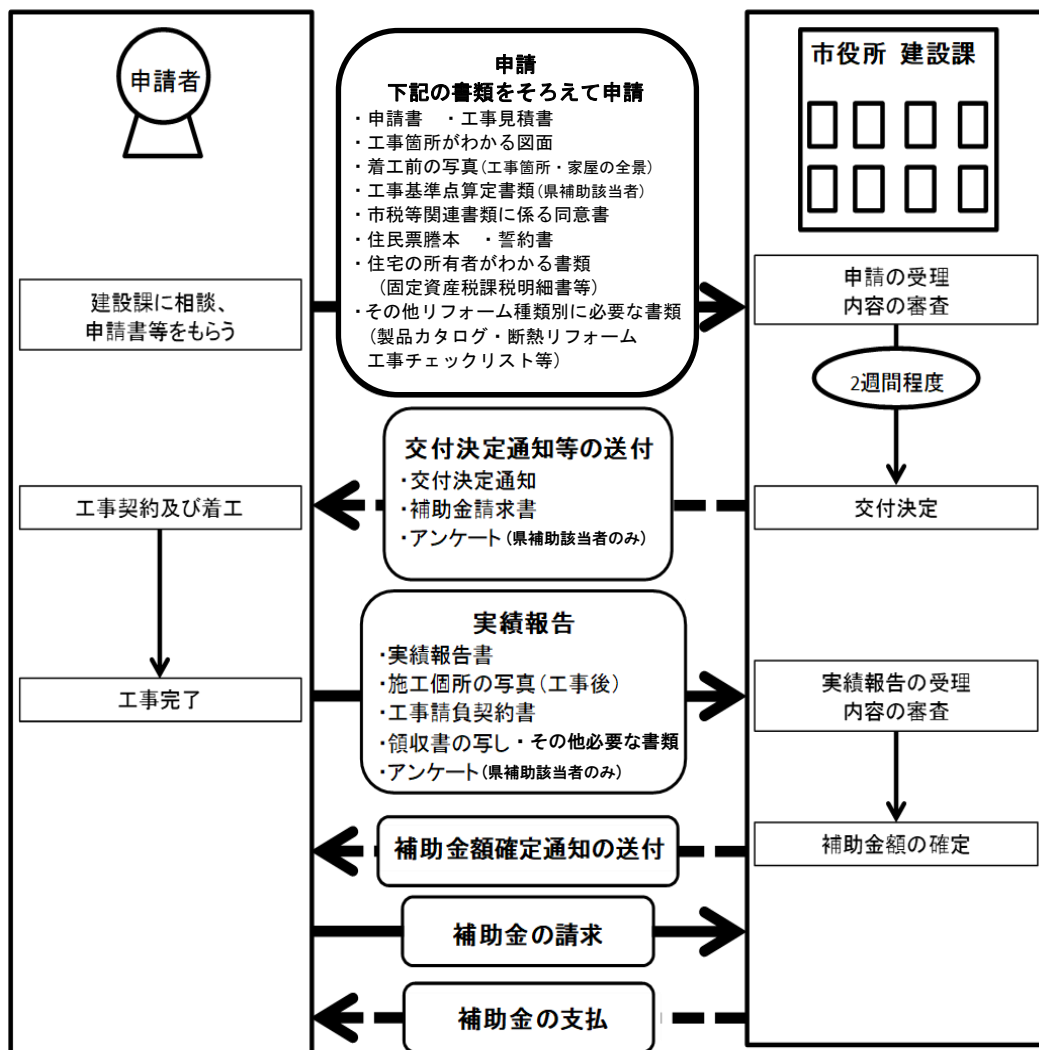 申請者
申請
下記の書類をそろえて申請
・申請書　・工事見積書
・工事箇所がわかる図面
・着工前の写真(工事箇所・家屋の全景)
・工事基準点算定書類(県補助該当者)
・市税等関連書類に係る同意書
・住民票謄本　・誓約書
・住宅の所有者がわかる書類
(固定資産税課税明細書等)
・その他リフォーム種類別に必要な書類
(製品カタログ・断熱リフォーム
工事チェックリスト等)
市役所 建設課
建設課に相談、
申請書等をもらう
申請の受理
内容の審査
2週間程度
交付決定通知等の送付
・交付決定通知
・補助金請求書
・アンケート(県補助該当者のみ)
工事契約及び着工
交付決定
実績報告
・実績報告書
・施工個所の写真(工事後)
・工事請負契約書
・領収書の写し・その他必要な書類
・アンケート(県補助該当者のみ)
工事完了
実績報告の受理
内容の審査
補助金額確定通知の送付
補助金額の確定
補助金の請求
補助金の支払